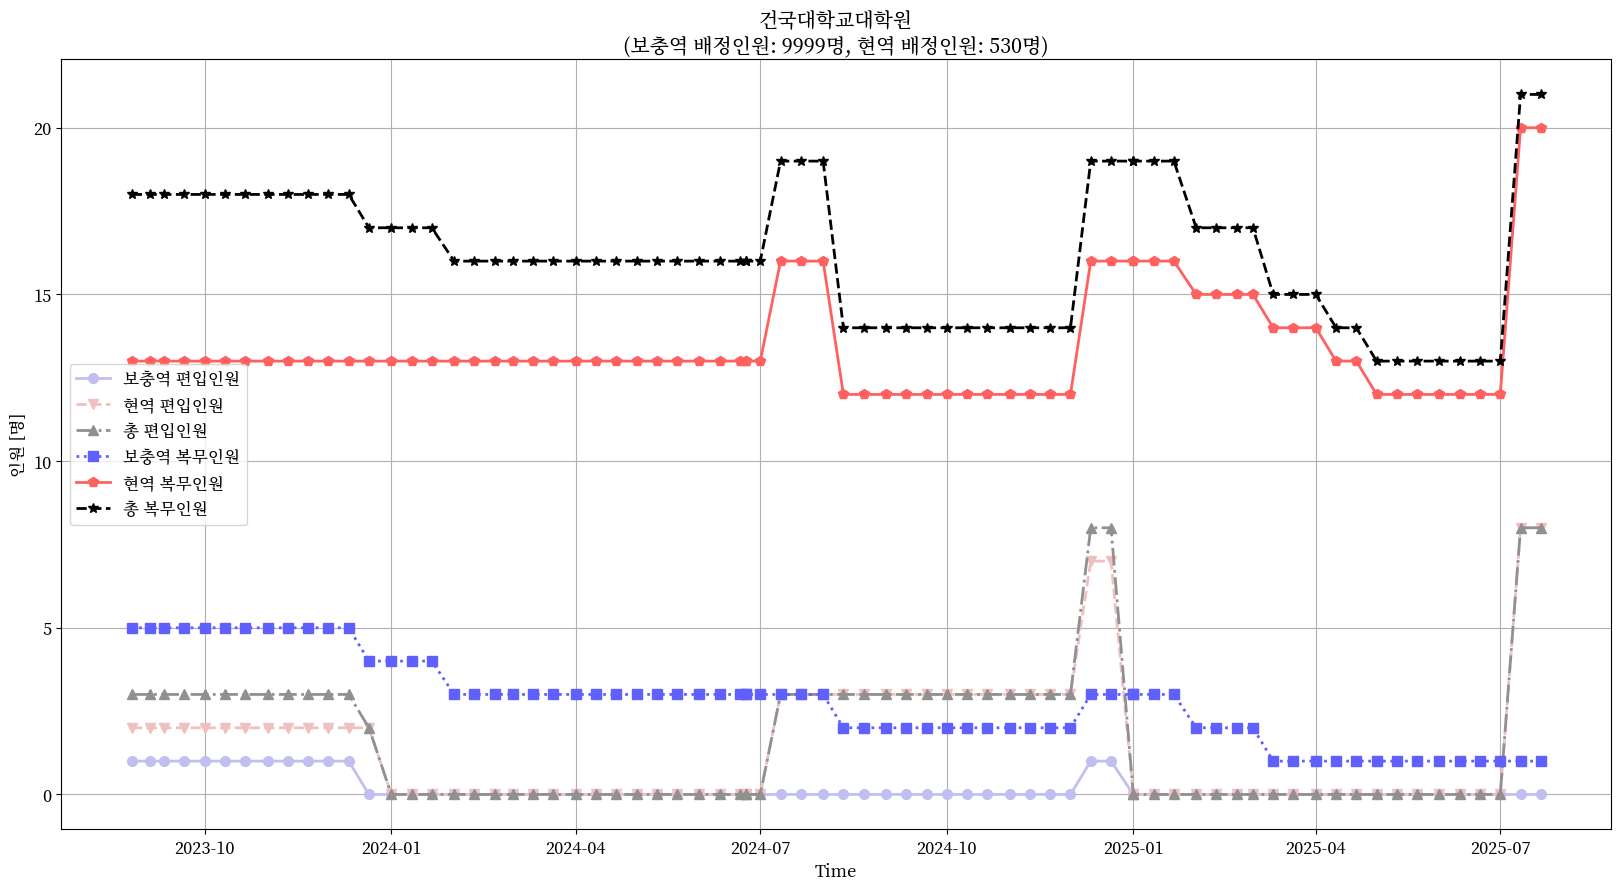 건국대학교대학원
(보충역 배정인원: 9999명, 현역 배정인원: 530명)
인원 [명]
20
15
10
5
0
보충역 편입인원
현역 편입인원
총 편입인원
보충역 복무인원
현역 복무인원
총 복무인원
2023-10
2024-01
2024-04
2024-07
2024-10
2025-01
2025-04
2025-07
Time